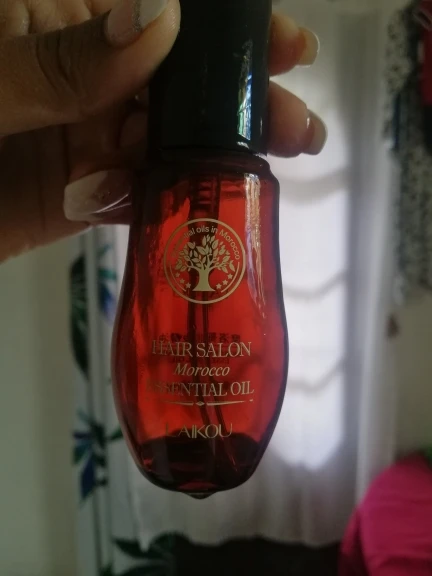 oils in Morocco
HAIR SALON
Morocco
ESSENTIAL OIL
LAIKOU